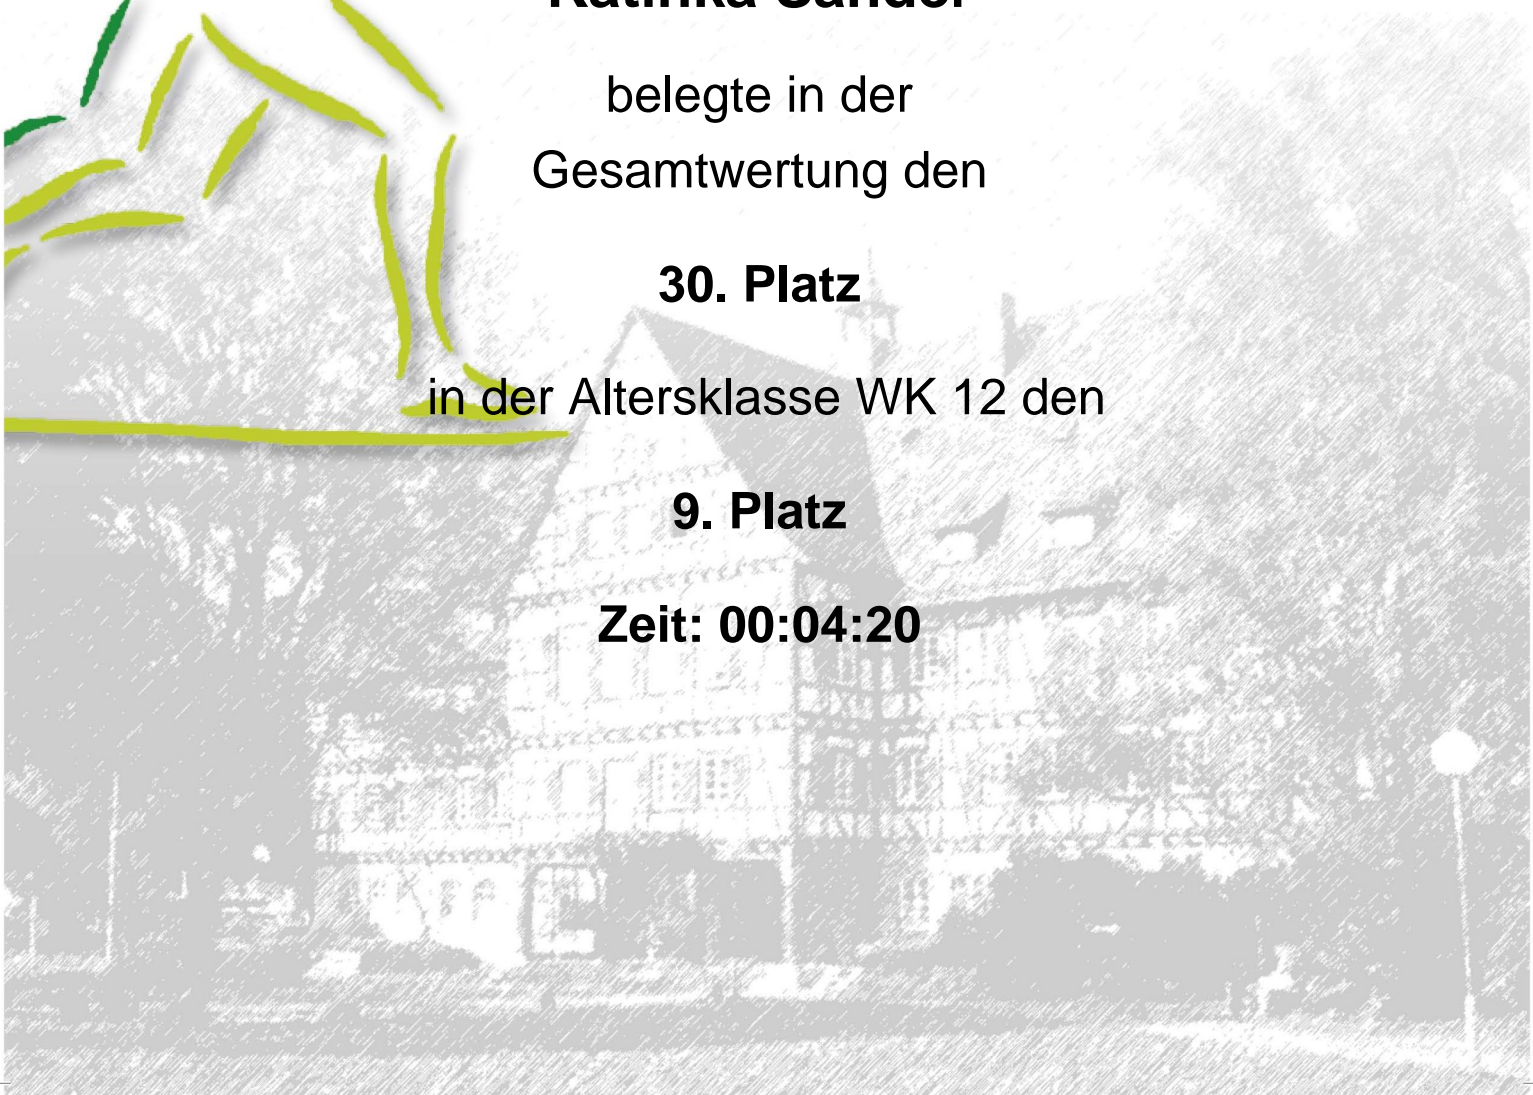 belegte in der
Gesamtwertung den
30. Platz
in der Altersklasse WK 12 den
9. Platz
Zeit: 00:04:20